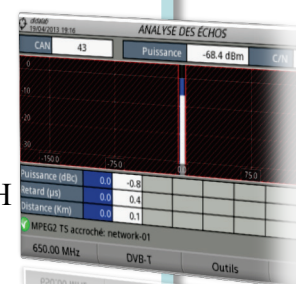 19/04/2013 19:16
ANALYSE DES ÉCHOS
CAN 43 Puissance -68.4 dBm C/N
0
-10
-20
-30
-150.0 -75.0 0.0 75.0
Puissance (dBc) 0.0 -0.8
Retard (µs) 0.0 0.4
Distance (Km) 0.0 0.1
MPEG2 TS accroché: network-01
650.00 MHz DVB-T Outils
H